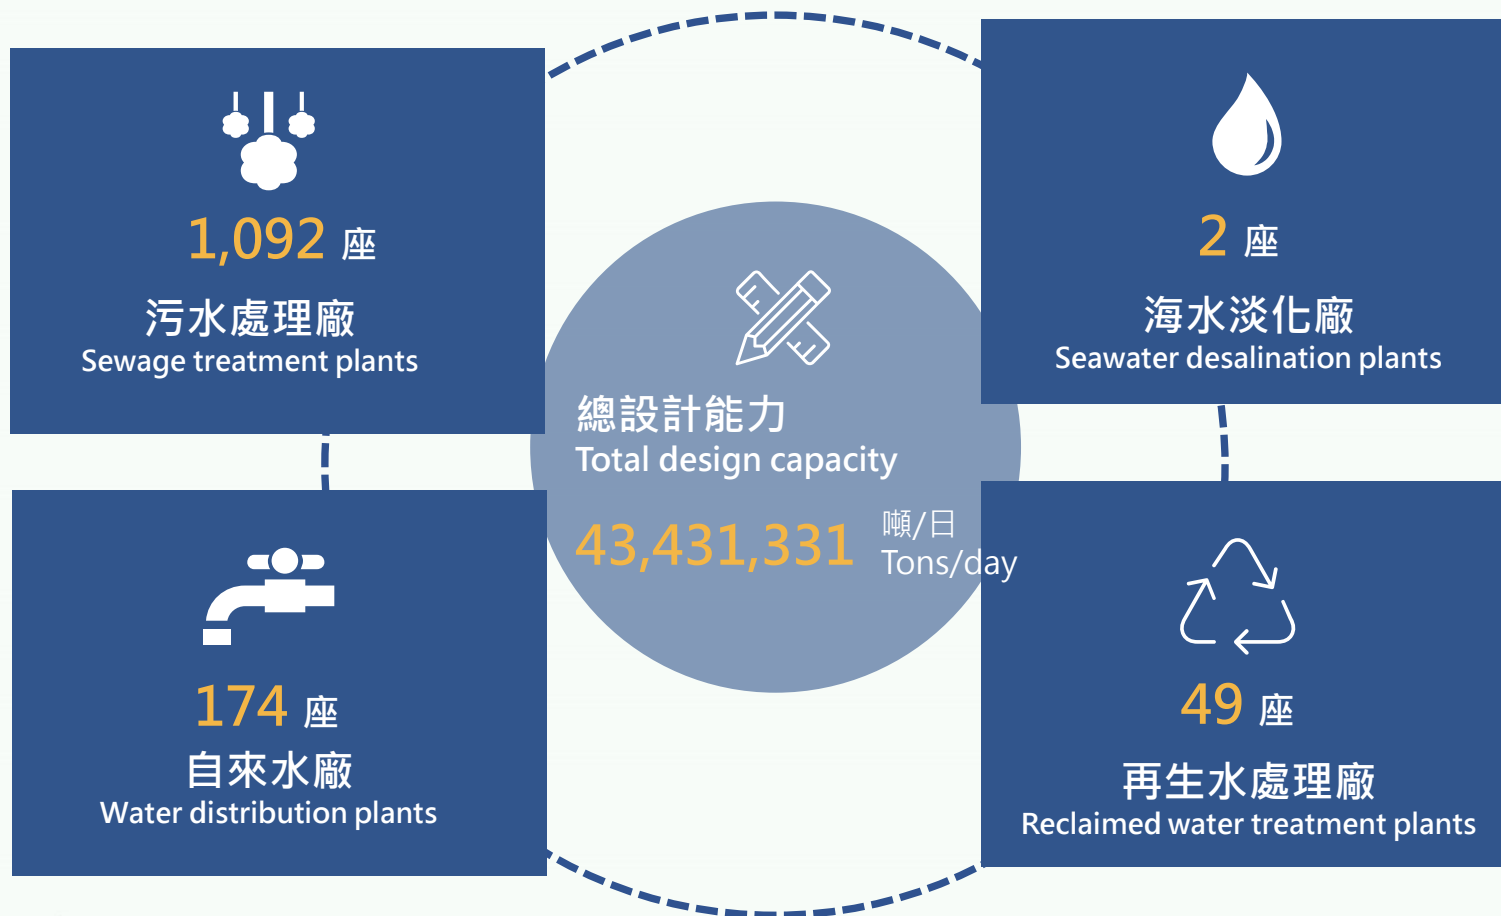 1,092 座
污水處理廠
Sewage treatment plants
2 座
海水淡化廠
Seawater desalination plants
總設計能力
Total design capacity
43,431,331 噸/日
Tons/day
174 座
自來水廠
Water distribution plants
49 座
再生水處理廠
Reclaimed water treatment plants